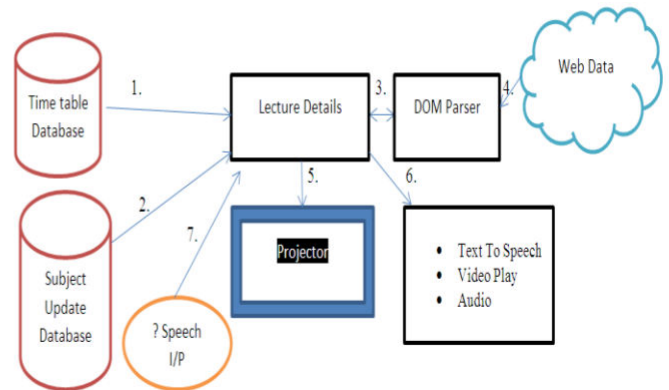 Time table
Database
1.
Lecture Details
3.
DOM Parser
4.
Web Data
2.
Subject
Update
Database
7.
? Speech
I/P
5.
Projector
6.
• Text To Speech
• Video Play
• Audio